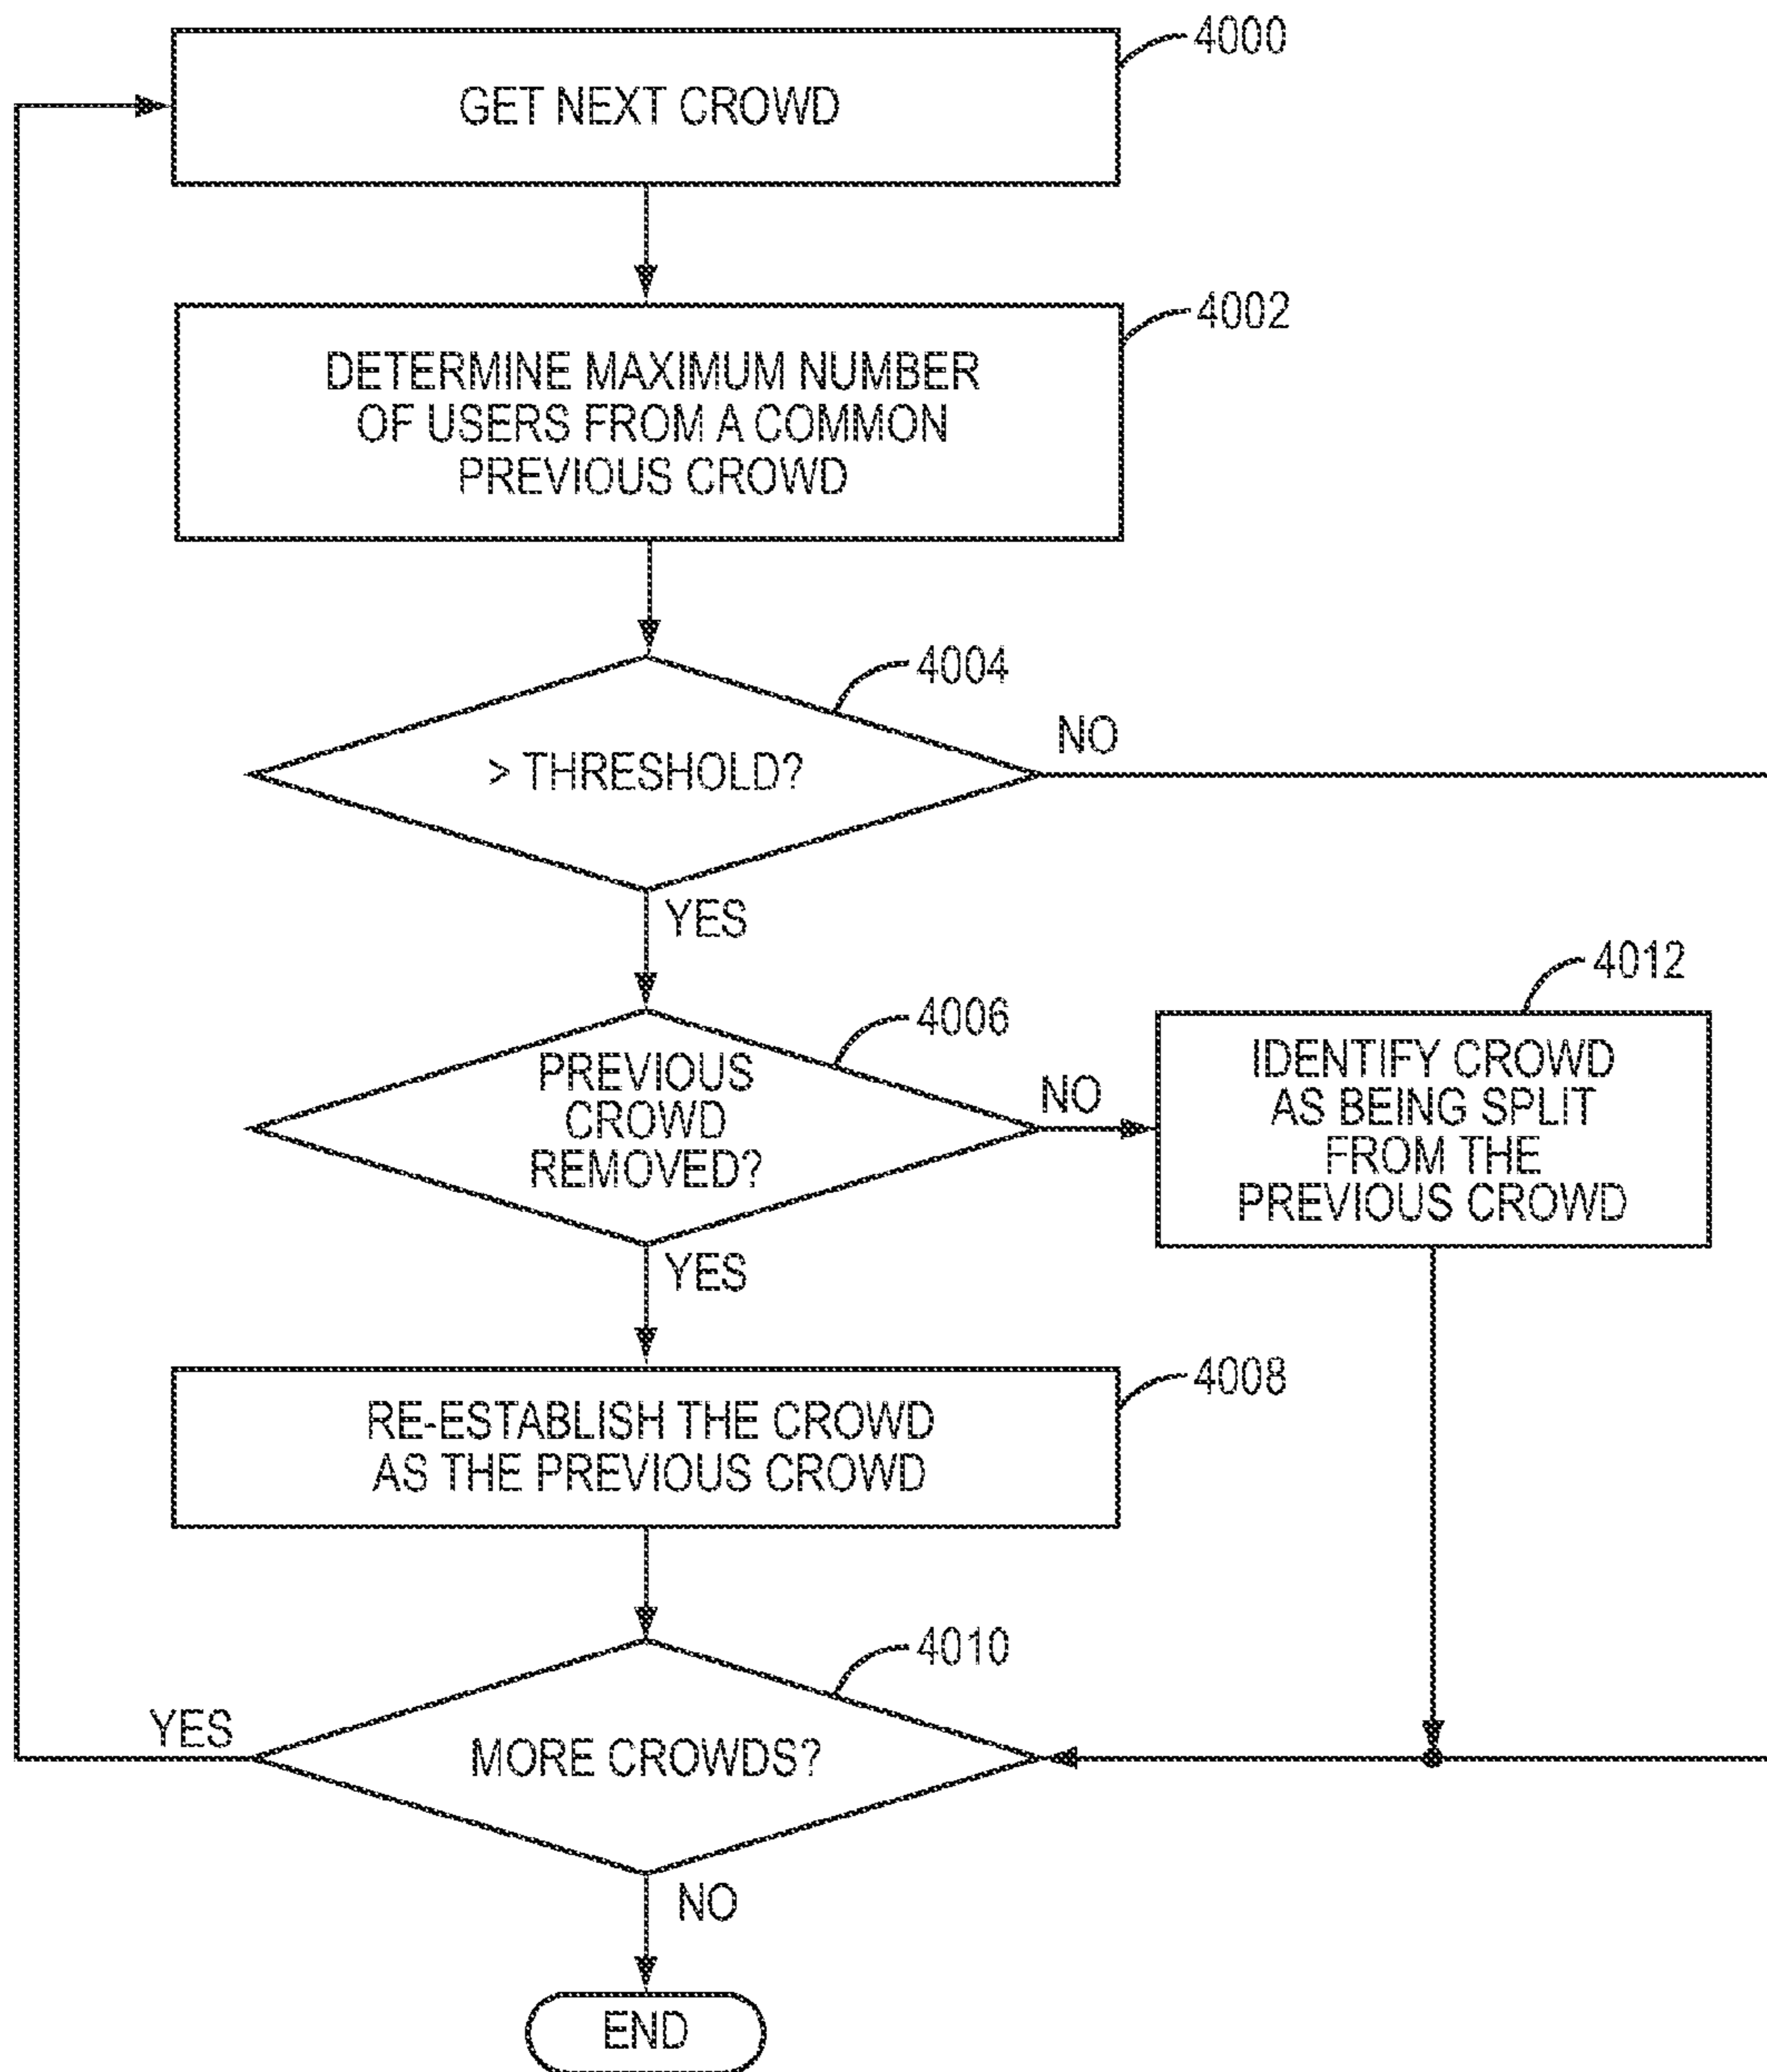 4000
GET NEXT CROWD
4002
DETERMINE MAXIMUM NUMBER
OF USERS FROM A COMMON
PREVIOUS CROWD
4004
> THRESHOLD?
NO
YES
4006
PREVIOUS
CROWD
REMOVED?
NO
4012
IDENTIFY CROWD
AS BEING SPLIT
FROM THE
PREVIOUS CROWD
YES
4008
RE-ESTABLISH THE CROWD
AS THE PREVIOUS CROWD
4010
YES
MORE CROWDS?
NO
END